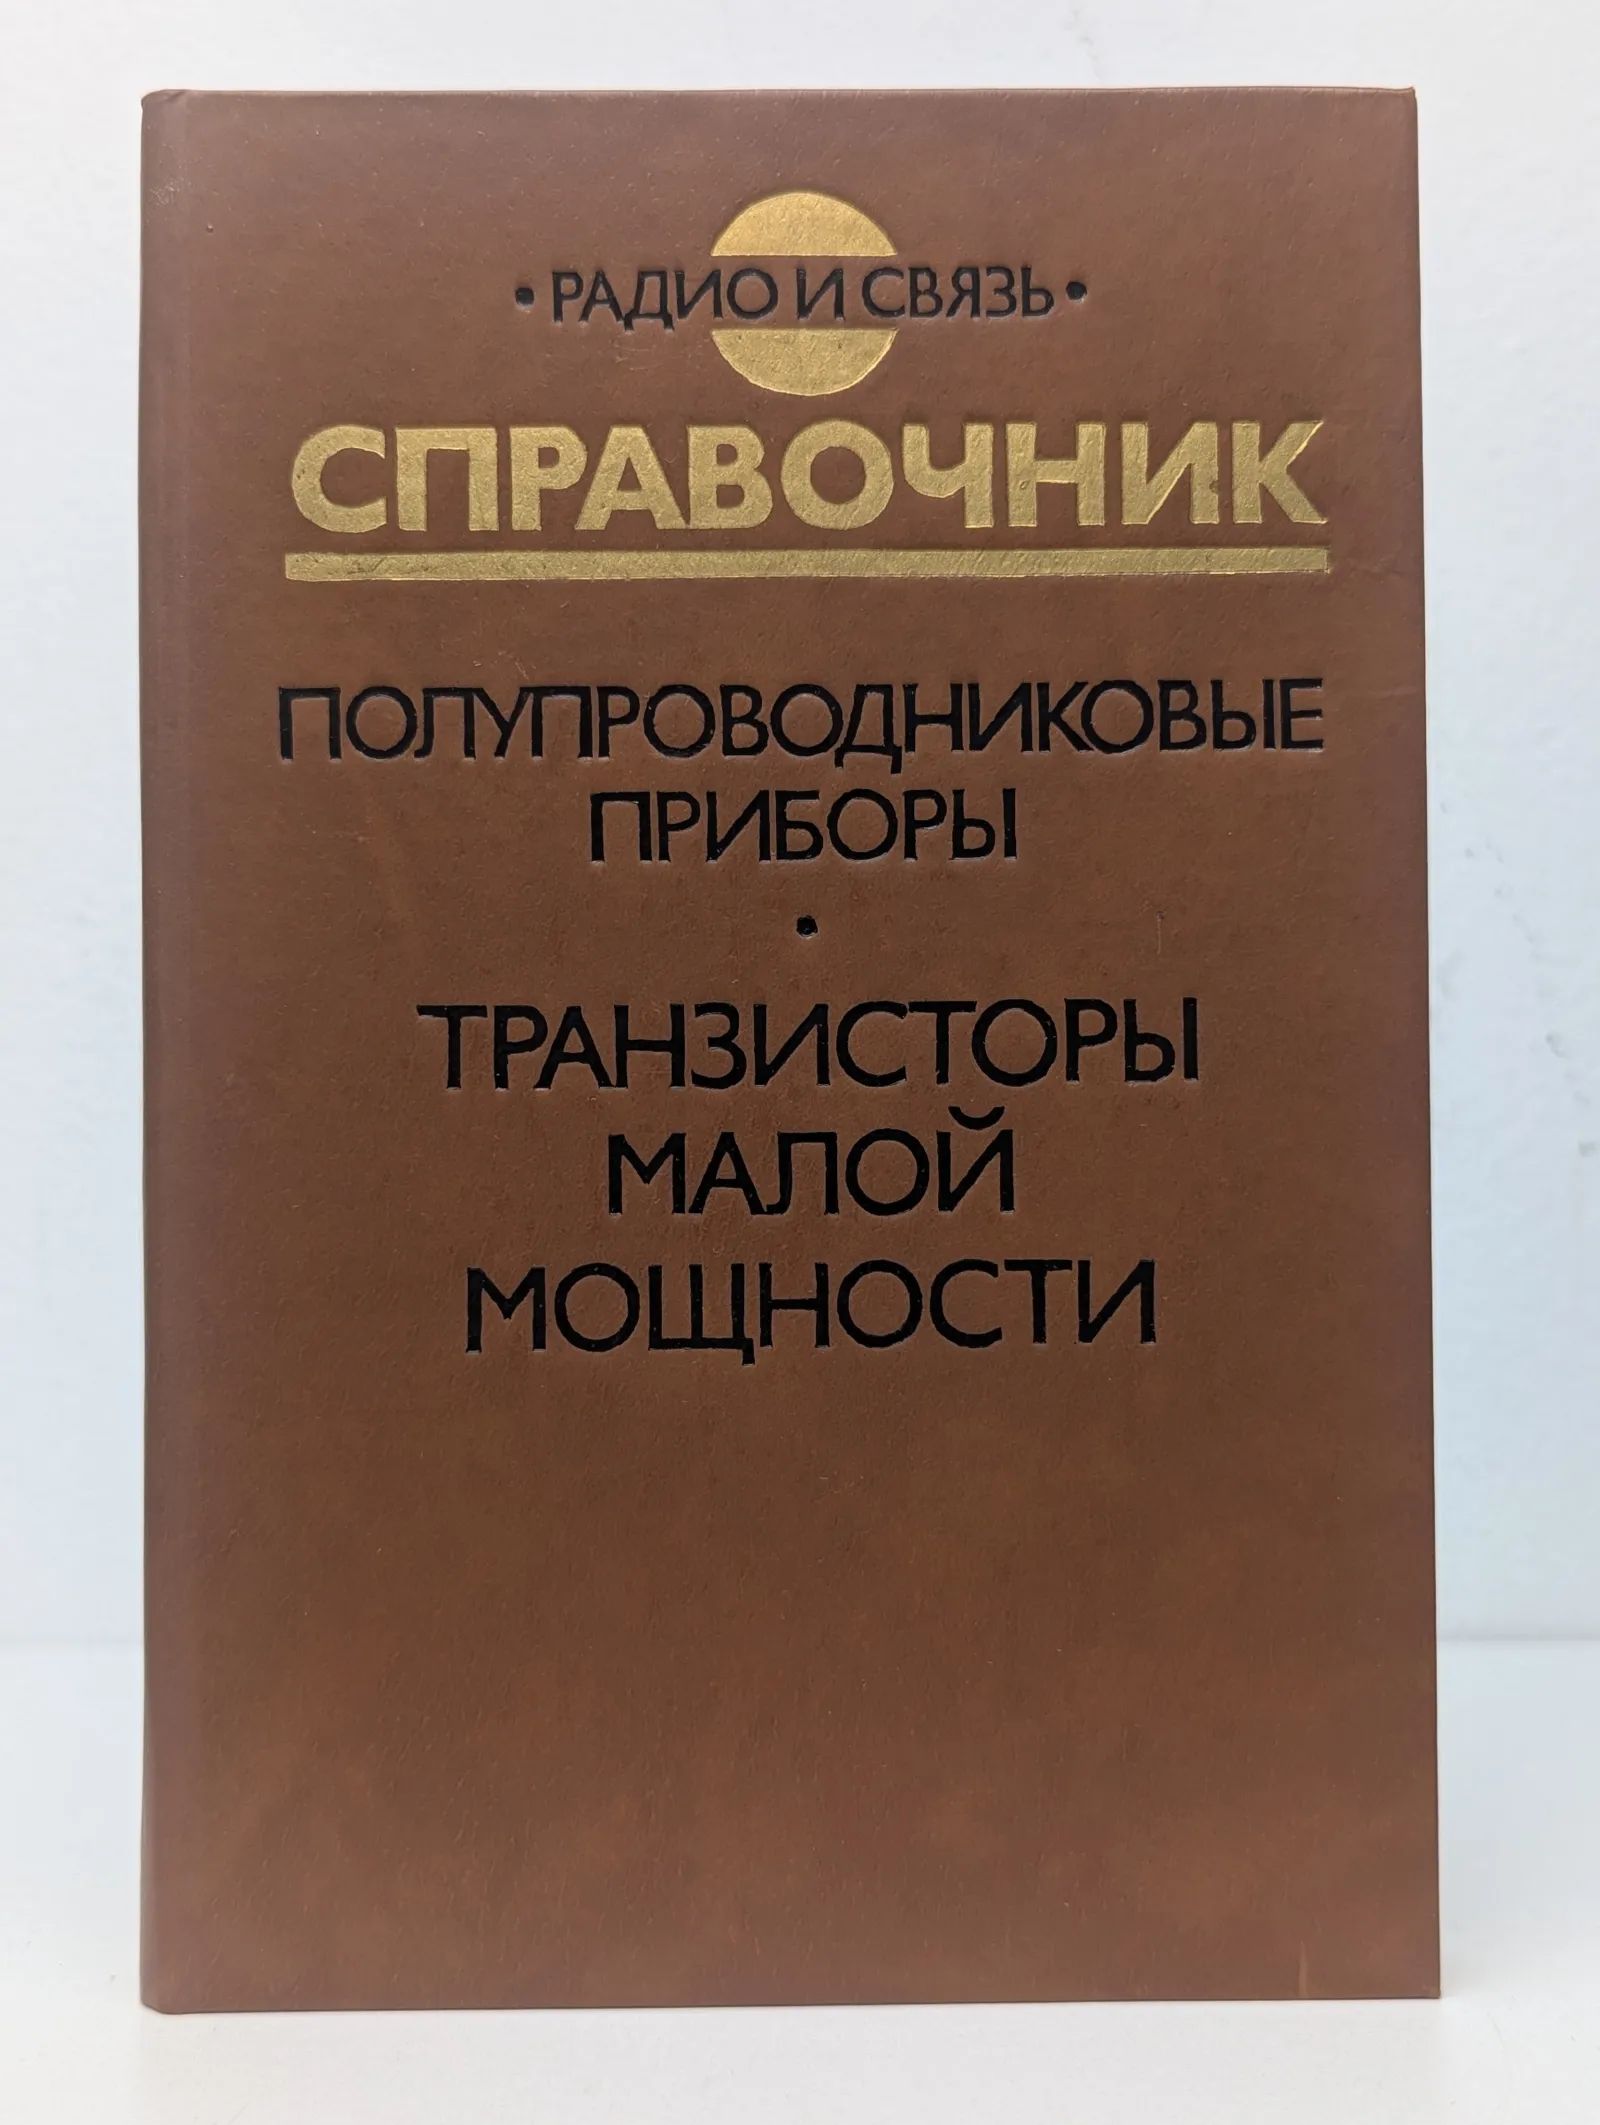 • РАДИО И СВЯЗЬ •
СПРАВОЧНИК
ПОЛУПРОВОДНИКОВЫЕ
ПРИБОРЫ
•
ТРАНЗИСТОРЫ
МАЛОЙ
МОЩНОСТИ